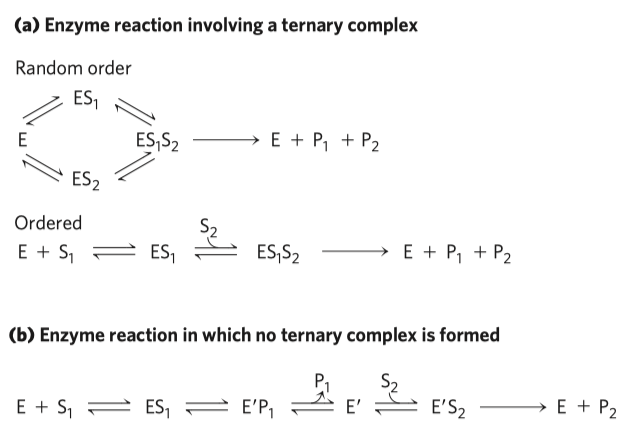 (a) Enzyme reaction involving a ternary complex
Random order
ES₁
E ES₁S₂ ⟶ E + P₁ + P₂
ES₂
Ordered
S₂
E + S₁ ⇌ ES₁ ⇌ ES₁S₂ ⟶ E + P₁ + P₂
(b) Enzyme reaction in which no ternary complex is formed
P₁ S₂
E + S₁ ⇌ ES₁ ⇌ E'P₁ ⇌ E' ⇌ E'S₂ ⟶ E + P₂